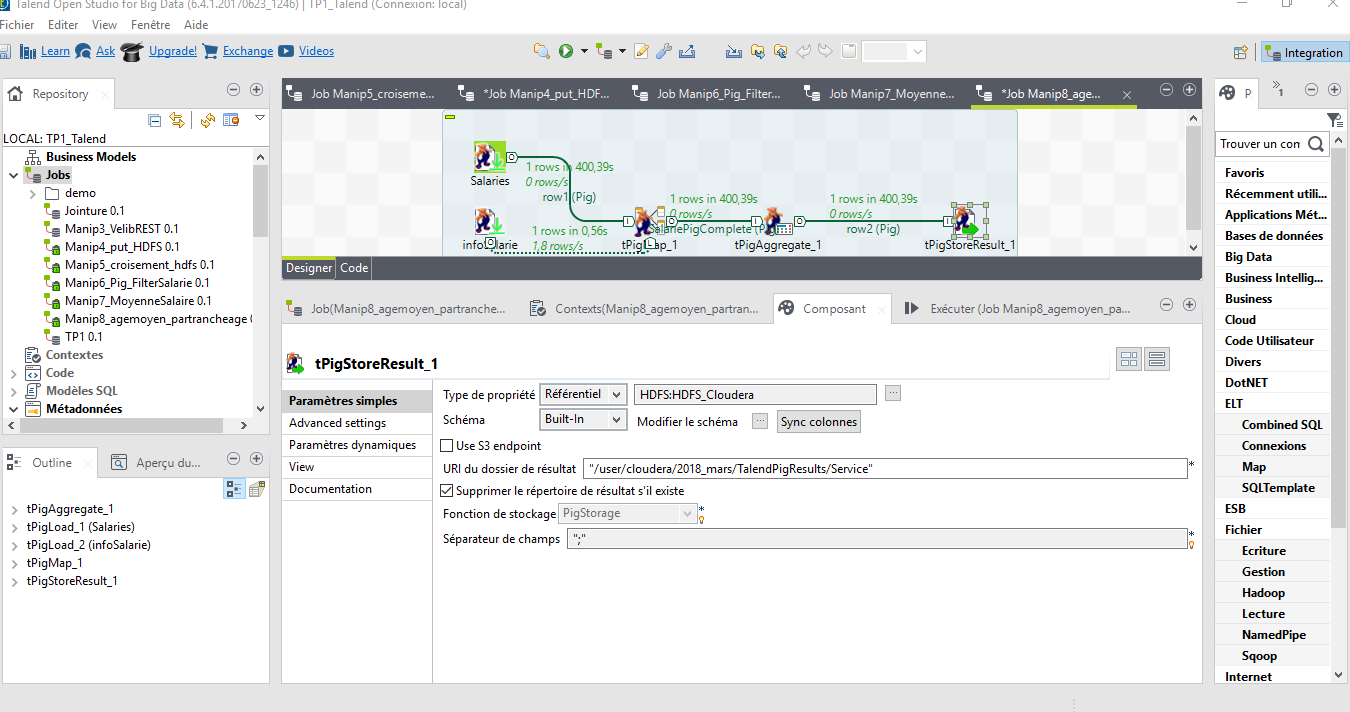 Talend Open Studio for Big Data (6.4.1.20170623_1246) | TP1_Talend (Connexion: local)
Fichier Editer View Fenêtre Aide
Learn Ask Upgrade! Exchange Videos
Integration
Repository
LOCAL: TP1_Talend
Business Models
Jobs
demo
Jointure 0.1
Manip3_VelibREST 0.1
Manip4_put_HDFS 0.1
Manip5_croisement_hdfs 0.1
Manip6_Pig_FilterSalarie 0.1
Manip7_MoyenneSalaire 0.1
Manip8_agemoyen_partrancheage
TP1 0.1
Contextes
Code
Modèles SQL
Métadonnées
Outline
Aperçu du...
tPigAggregate_1
tPigLoad_1 (Salaries)
tPigLoad_2 (infoSalarie)
tPigMap_1
tPigStoreResult_1
Job Manip5_croiseme... *Job Manip4_put_HDF... Job Manip6_Pig_Filter... Job Manip7_Moyenne... *Job Manip8_age...
Salaries
1 rows in 400,39s
0 rows/s
row1 (Pig)
infoSalarie
1 rows in 0,56s
1,8 rows/s
tPigMap_1
1 rows in 400,39s
0 rows/s
tPigAggregate_1
1 rows in 400,39s
0 rows/s
row2 (Pig)
tPigStoreResult_1
Designer Code
Job(Manip8_agemoyen_partranche... Contexts(Manip8_agemoyen_partran... Composant Exécuter (Job Manip8_agemoyen_pa...
tPigStoreResult_1
Paramètres simples
Advanced settings
Paramètres dynamiques
View
Documentation
Type de propriété Référentiel HDFS:HDFS_Cloudera ...
Schéma Built-In Modifier le schéma ... Sync colonnes
Use S3 endpoint
URI du dossier de résultat "/user/cloudera/2018_mars/TalendPigResults/Service" *
Supprimer le répertoire de résultat s'il existe
Fonction de stockage PigStorage *
Séparateur de champs ";" *
P
Trouver un con
Favoris
Récemment utili...
Applications Mét...
Bases de données
Big Data
Business Intellig...
Business
Cloud
Code Utilisateur
Divers
DotNET
ELT
Combined SQL
Connexions
Map
SQLTemplate
ESB
Fichier
Ecriture
Gestion
Hadoop
Lecture
NamedPipe
Sqoop
Internet